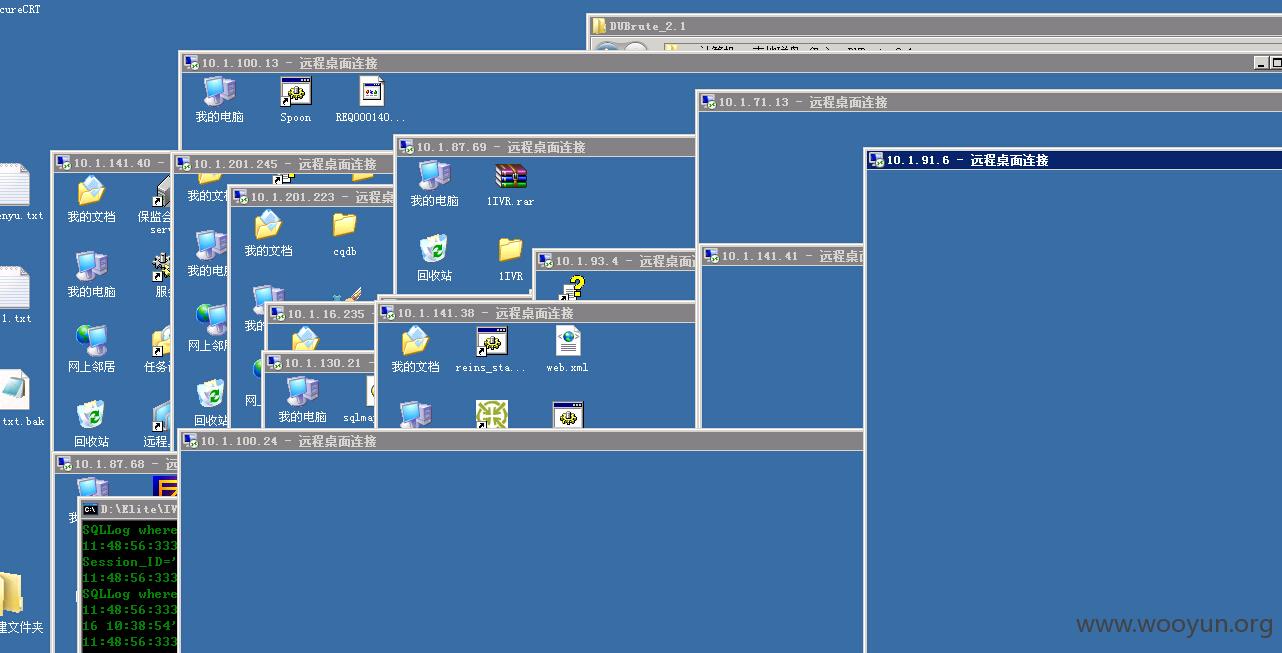 cureCRT
DUBrute_2.1
10.1.100.13 - 远程桌面连接
我的电脑
Spoon
REQ000140...
10.1.71.13 - 远程桌面连接
10.1.87.69 - 远程桌面连接
10.1.141.40 -
10.1.201.245 - 远程桌面连接
10.1.91.6 - 远程桌面连接
我的电脑
1IVR.rar
10.1.201.223 - 远程桌面连
我的文档
保监会
serv
我的文
enyu.txt
我的文档
cqdb
10.1.93.4 - 远程桌面
10.1.141.41 - 远程桌面
回收站
1IVR
我的电脑
服务
我的电
1.txt
10.1.16.235 -
10.1.141.38 - 远程桌面连接
我的
网上邻居
任务
网上邻
10.1.130.21 -
我的文档
reins_sta...
web.xml
网
我的电脑
sqlma
txt.bak
回收站
远程
回收站
10.1.100.24 - 远程桌面连接
10.1.87.68 - 远
D:\Elite\IV
SQLLog where
11:48:56:333
Session_ID='
11:48:56:333
SQLLog where
11:48:56:333
16 10:38:54'
11:48:56:333
建文件夹
www.wooyun.org